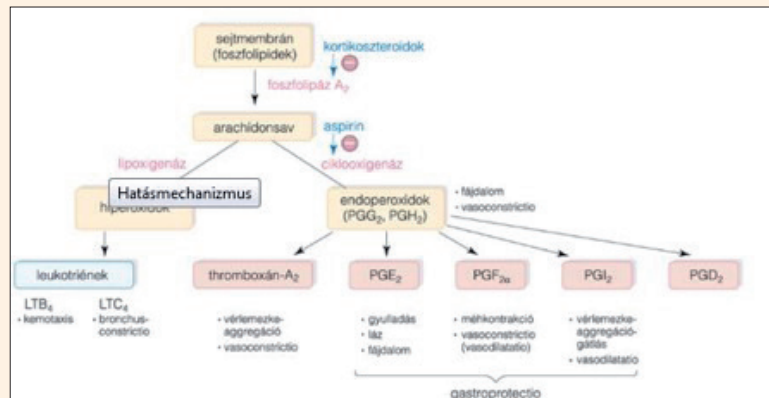 sejtmembrán
(foszfolipidek)
kortikoszteroidok
foszfolipáz A₂
arachidonsav
aspirin
lipoxigenáz
ciklooxigenáz
Hatásmechanizmus
hiperoxidok
endoperoxidok
(PGG₂, PGH₂)
• fájdalom
• vasoconstrictio
leukotriének
thromboxán-A₂
PGE₂
PGF₂α
PGI₂
PGD₂
LTB₄
• kemotaxis
LTC₄
• bronchus-
constrictio
• vérlemezke-
aggregáció
• vasoconstrictio
• gyulladás
• láz
• fájdalom
• méhkontrakció
• vasoconstrictio
(vasodilatatio)
• vérlemezke-
aggregáció-
gátlás
• vasodilatatio
gastroprotectio